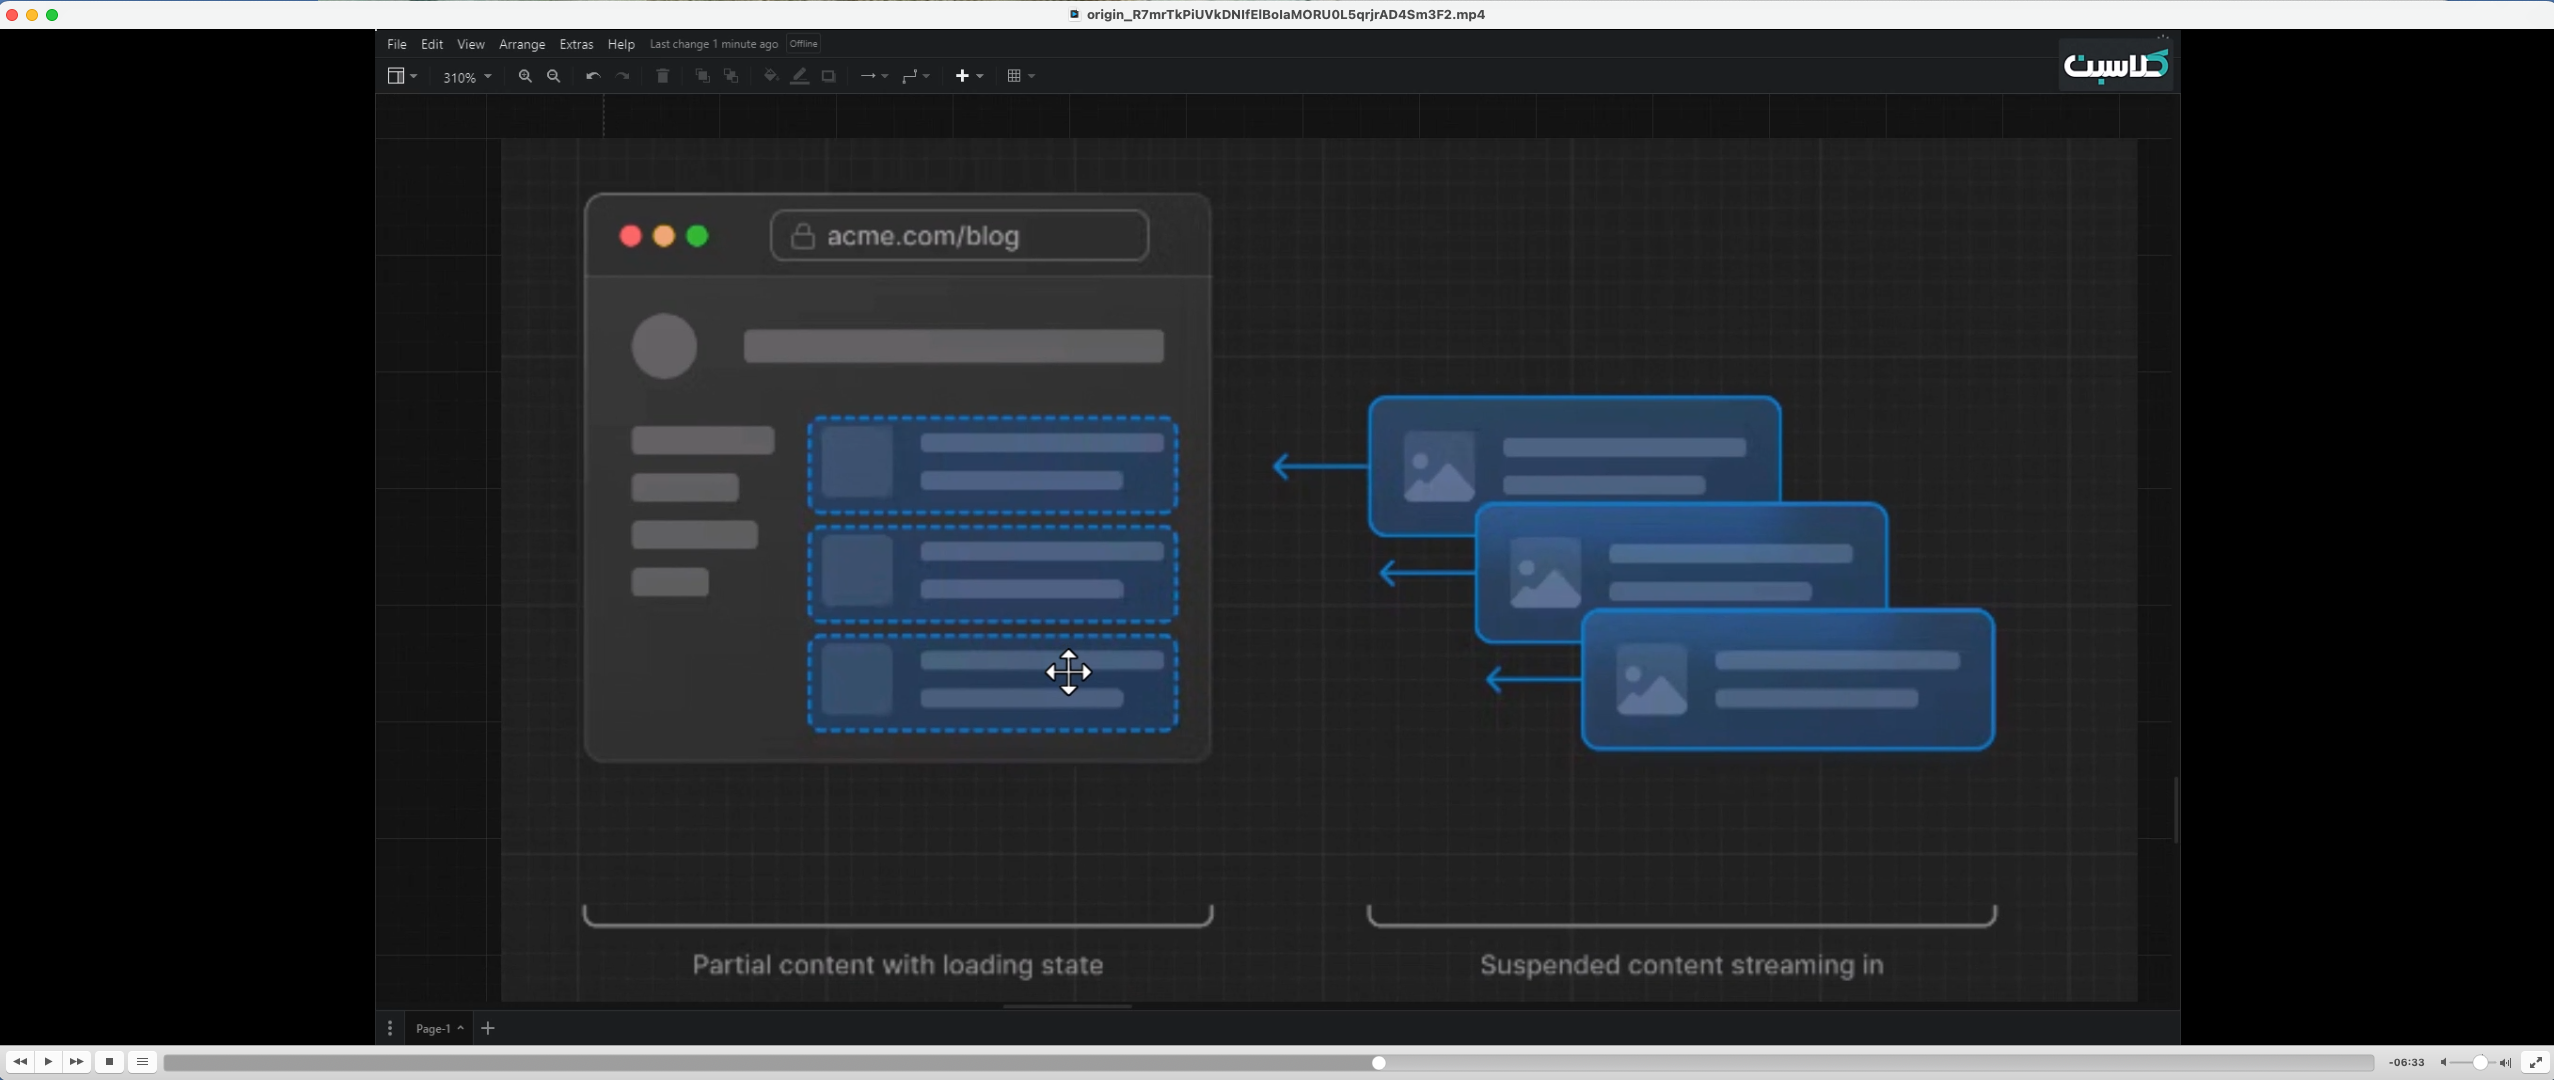 origin_R7mrTkPiUVkDNIfElBolaMORU0L5qrjrAD4Sm3F2.mp4
File Edit View Arrange Extras Help Last change 1 minute ago Offline
310%
کلاسبن
acme.com/blog
Partial content with loading state
Suspended content streaming in
Page-1
-06:33